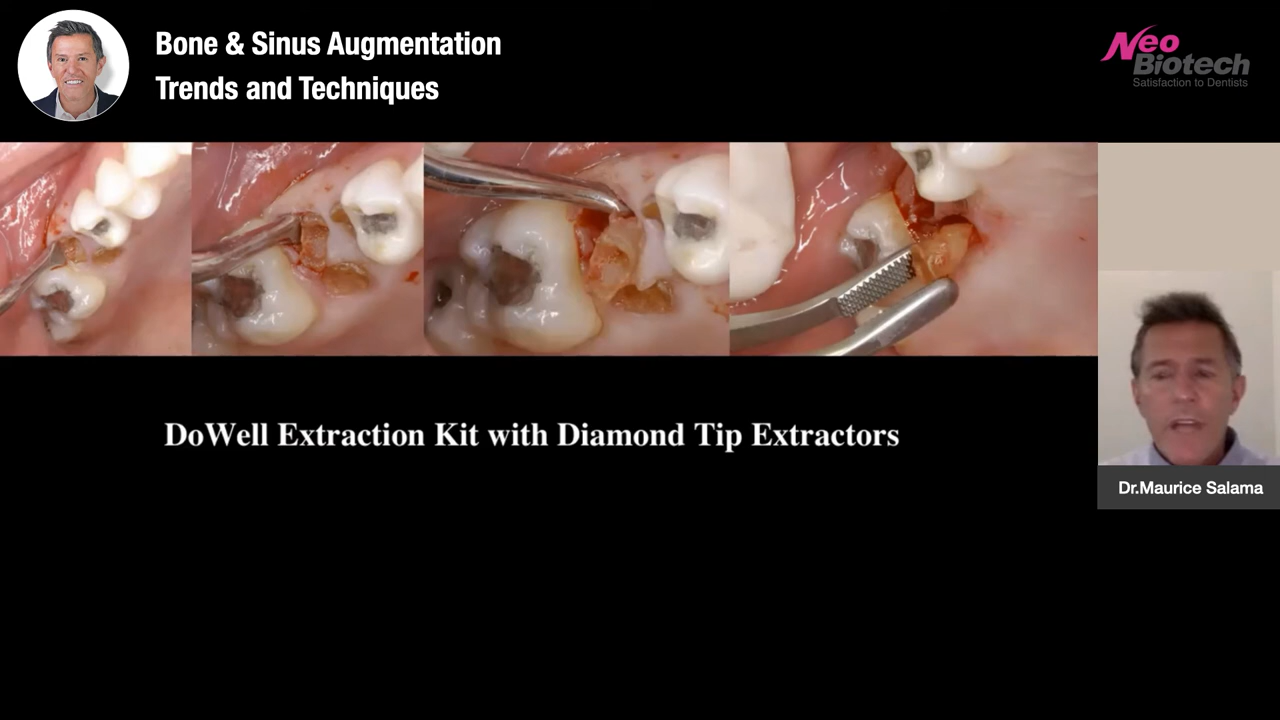 Bone & Sinus Augmentation
Trends and Techniques
Neo
Biotech
Satisfaction to Dentists
DoWell Extraction Kit with Diamond Tip Extractors
Dr.Maurice Salama